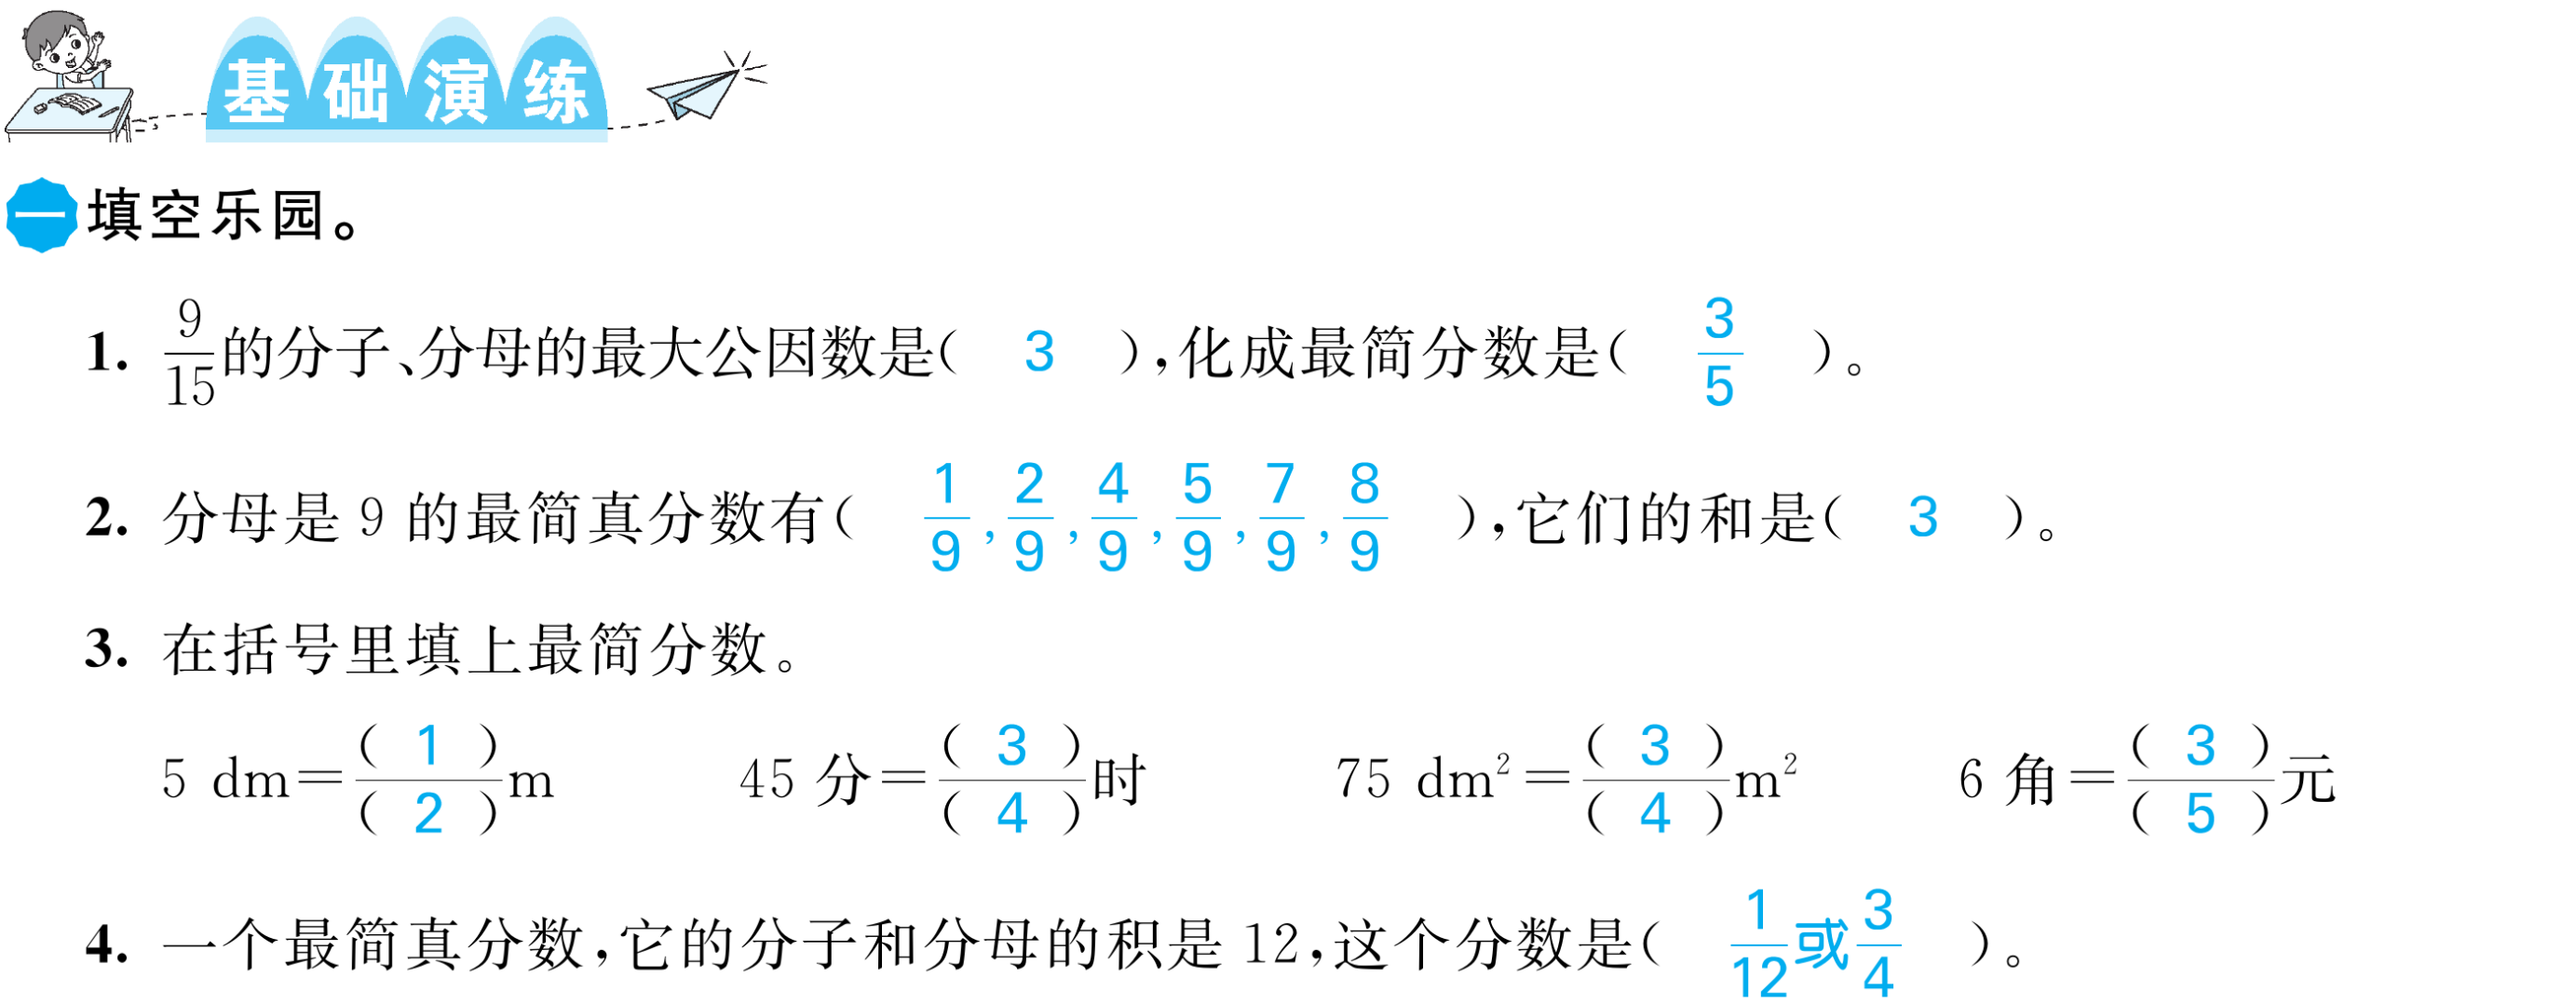 基础演练
一 填空乐园。
1. 9/15的分子、分母的最大公因数是( 3 ),化成最简分数是( 3/5 )。
2. 分母是 9 的最简真分数有( 1/9,2/9,4/9,5/9,7/9,8/9 ),它们的和是( 3 )。
3. 在括号里填上最简分数。
5 dm=( 1 )/( 2 )m 45 分=( 3 )/( 4 )时 75 dm²=( 3 )/( 4 )m² 6 角=( 3 )/( 5 )元
4. 一个最简真分数,它的分子和分母的积是 12,这个分数是( 1/12或3/4 )。